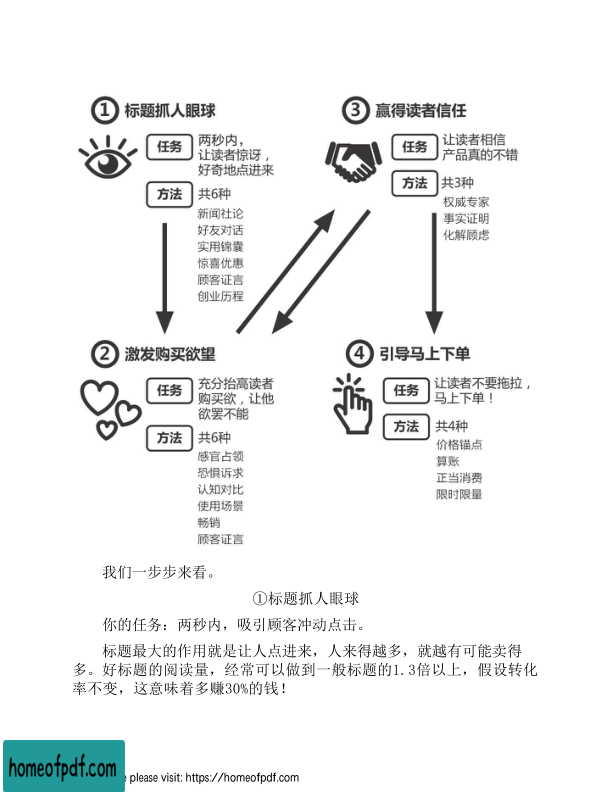 ① 标题抓人眼球
任务
两秒内，
让读者惊讶，
好奇地点进来
方法
共6种
新闻社论
好友对话
实用锦囊
惊喜优惠
顾客证言
创业历程
② 激发购买欲望
任务
充分抬高读者
购买欲，让他
欲罢不能
方法
共6种
感官占领
恐惧诉求
认知对比
使用场景
畅销
顾客证言
③ 赢得读者信任
任务
让读者相信
产品真的不错
方法
共3种
权威专家
事实证明
化解顾虑
④ 引导马上下单
任务
让读者不要拖拉，
马上下单！
方法
共4种
价格锚点
算账
正当消费
限时限量
我们一步步来看。
①标题抓人眼球
你的任务：两秒内，吸引顾客冲动点击。
标题最大的作用就是让人点进来，人来得越多，就越有可能卖得
多。好标题的阅读量，经常可以做到一般标题的1.3倍以上，假设转化
率不变，这意味着多赚30%的钱！
homeofpdf.com
e please visit: https://homeofpdf.com